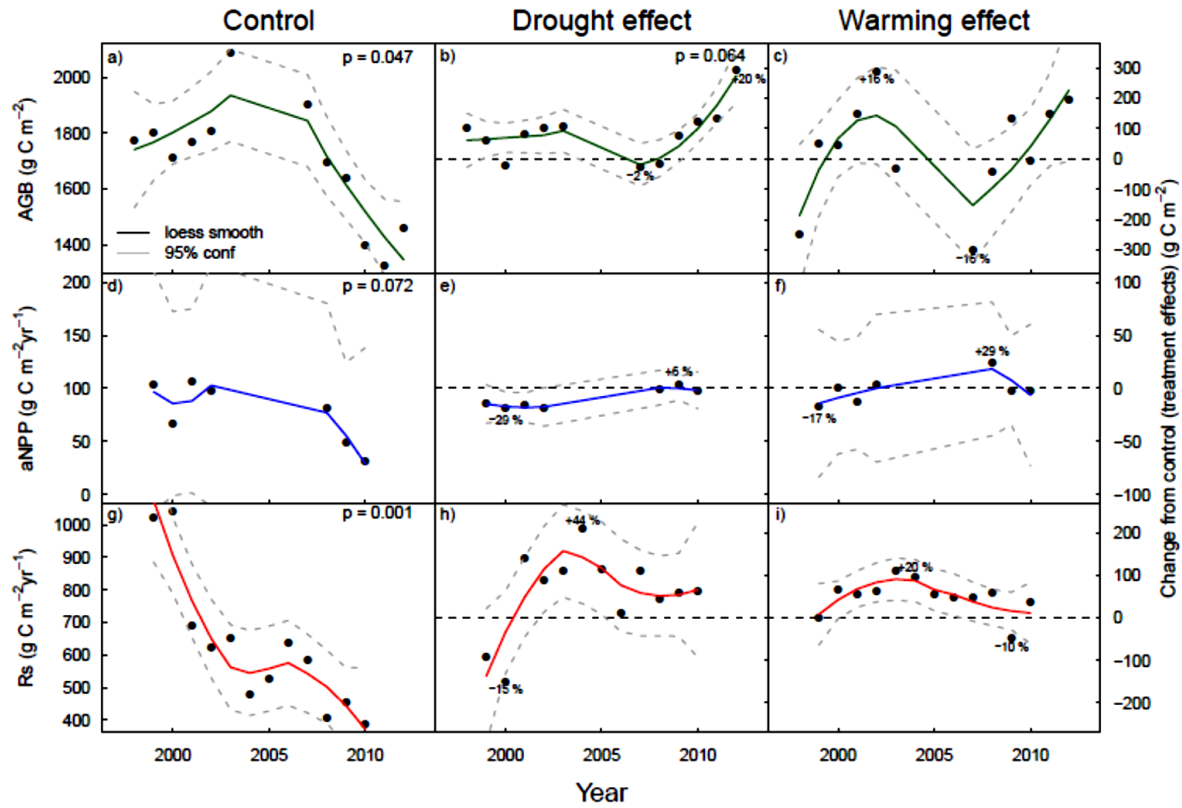 Control Drought effect Warming effect
a) p = 0.047 b) p = 0.064 c)
2000 1800 1600 1400
AGB (g C m−2)
loess smooth
95% conf
+20 %
−2 %
+16 %
−16 %
300 200 100 0 −100 −200 −300
d) p = 0.072 e) f)
200 150 100 50 0
aNPP (g C m−2yr−1)
−29 %
+6 %
−17 %
+29 %
100 50 0 −50 −100
g) p = 0.001 h) i)
1000 900 800 700 600 500 400
Rs (g C m−2yr−1)
+44 %
−15 %
+20 %
−10 %
200 100 0 −100 −200
Change from control (treatment effects) (g C m−2)
2000 2005 2010 2000 2005 2010 2000 2005 2010
Year